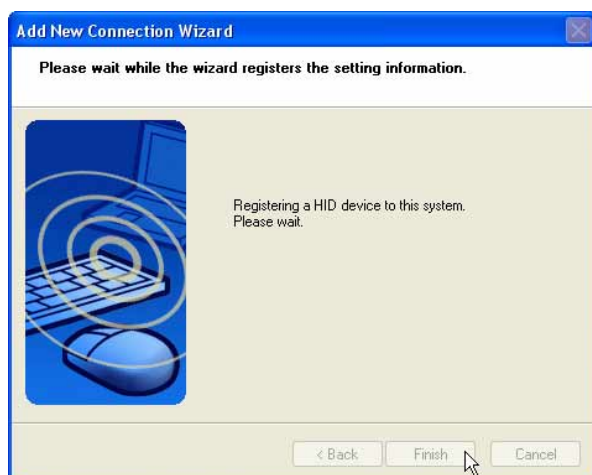 Add New Connection Wizard
Please wait while the wizard registers the setting information.
Registering a HID device to this system.
Please wait.
< Back
Finish
Cancel